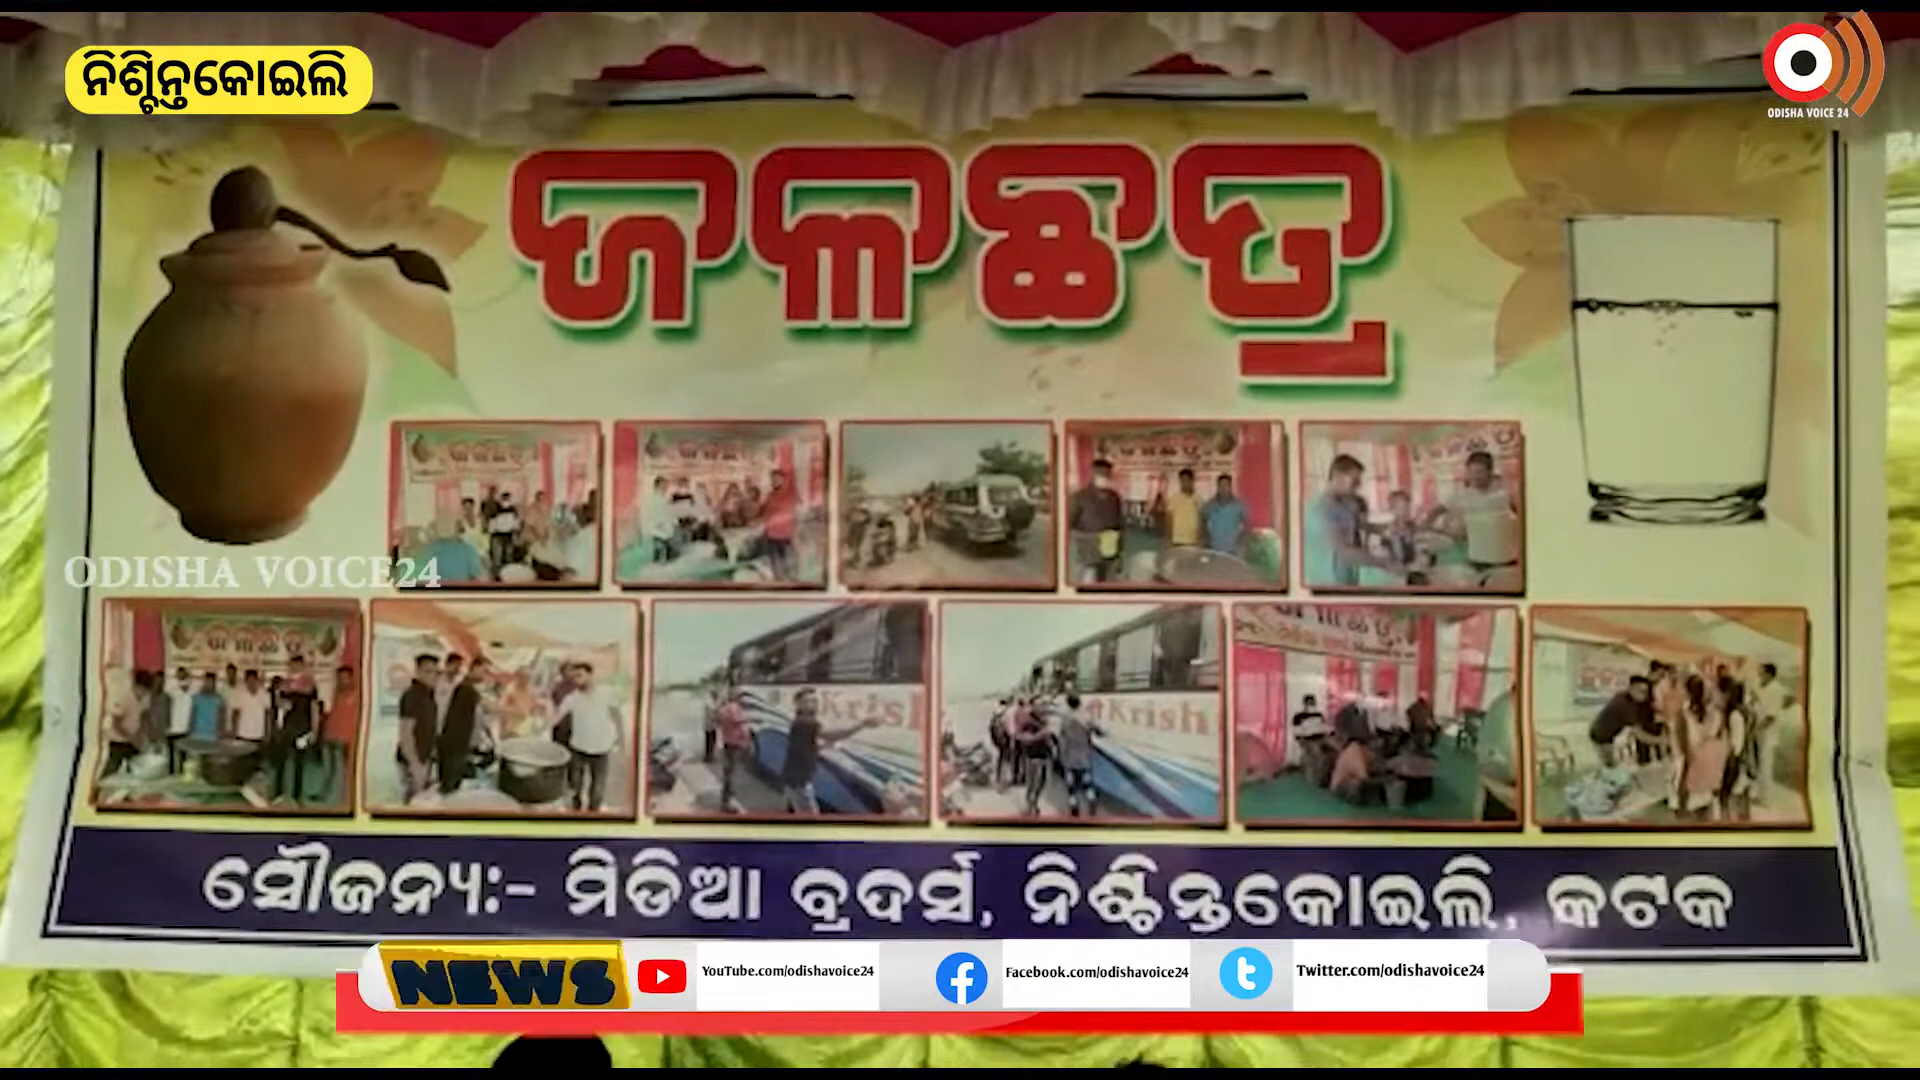 ନିଶ୍ଚିନ୍ତକୋଇଲି
ODISHA VOICE 24
ଜଳଛତ୍ର
ODISHA VOICE24
Krish
ସୌଜନ୍ୟ:- ମିଡିଆ ବ୍ରଦର୍ସ, ନିଶ୍ଚିନ୍ତକୋଇଲି, କଟକ
NEWS
YouTube.com/odishavoice24
Facebook.com/odishavoice24
Twitter.com/odishavoice24